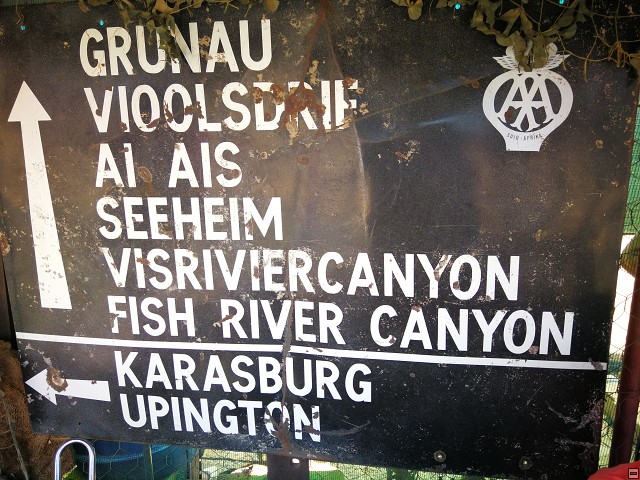 GRUNAU
VIOOLSDRIF
AI AIS
SEEHEIM
VISRIVIERCANYON
FISH RIVER CANYON
KARASBURG
UPINGTON
AA